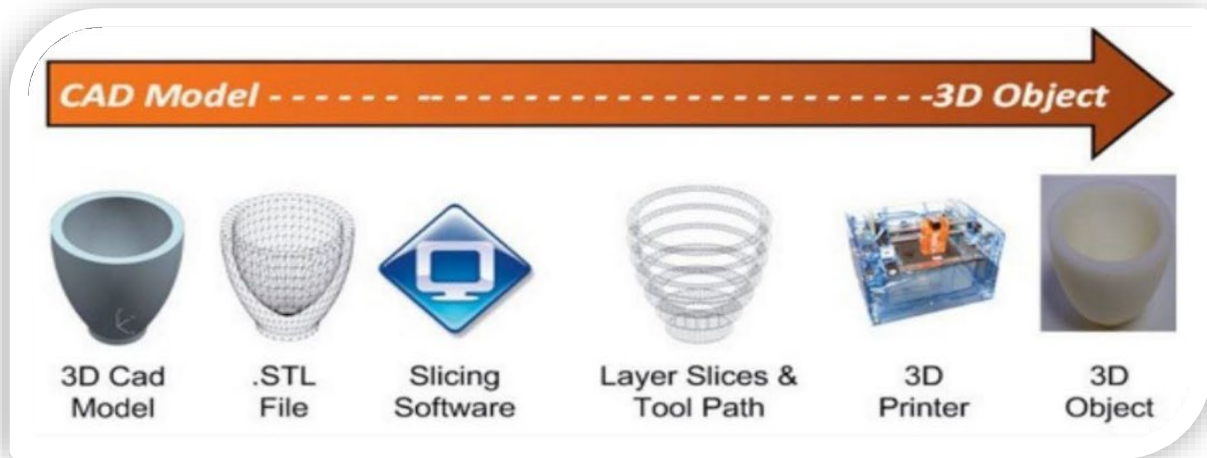 CAD Model - - - - - - -- - - - - - - - - - - - - - - - - - - - - -3D Object
3D Cad
Model
.STL
File
Slicing
Software
Layer Slices &
Tool Path
3D
Printer
3D
Object